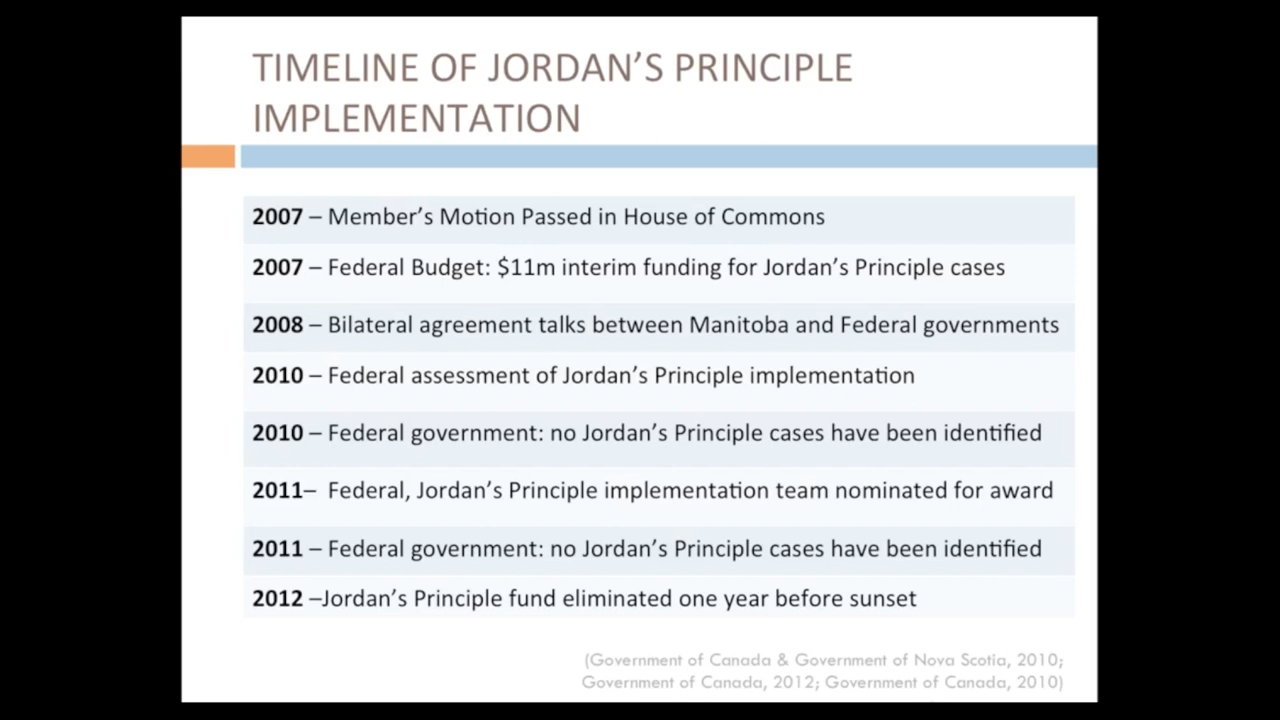 TIMELINE OF JORDAN’S PRINCIPLE
IMPLEMENTATION
2007 – Member’s Motion Passed in House of Commons
2007 – Federal Budget: $11m interim funding for Jordan’s Principle cases
2008 – Bilateral agreement talks between Manitoba and Federal governments
2010 – Federal assessment of Jordan’s Principle implementation
2010 – Federal government: no Jordan’s Principle cases have been identified
2011– Federal, Jordan’s Principle implementation team nominated for award
2011 – Federal government: no Jordan’s Principle cases have been identified
2012 –Jordan’s Principle fund eliminated one year before sunset
(Government of Canada & Government of Nova Scotia, 2010;
Government of Canada, 2012; Government of Canada, 2010)